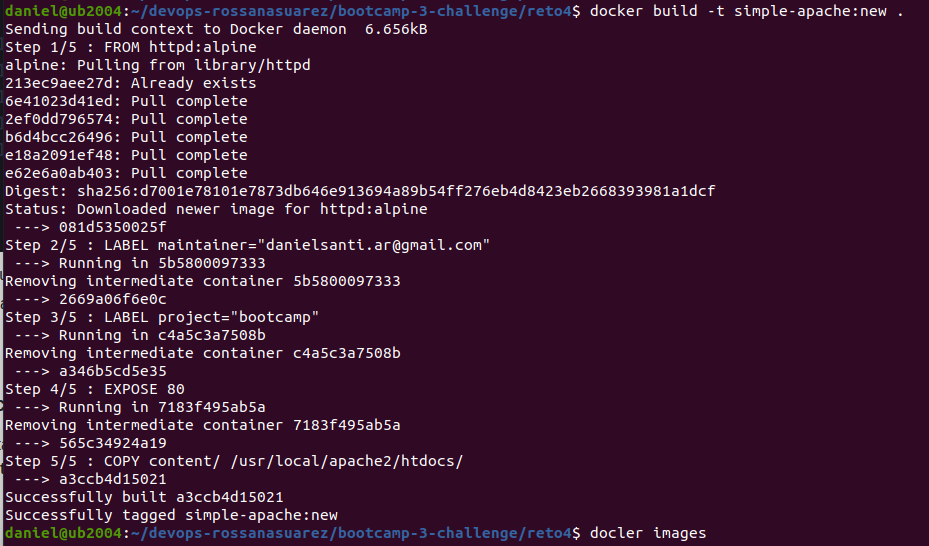 daniel@ub2004:~/devops-rossanasuarez/bootcamp-3-challenge/reto4$ docker build -t simple-apache:new .
Sending build context to Docker daemon  6.656kB
Step 1/5 : FROM httpd:alpine
alpine: Pulling from library/httpd
213ec9aee27d: Already exists
6e41023d41ed: Pull complete
2ef0dd796574: Pull complete
b6d4bcc26496: Pull complete
e18a2091ef48: Pull complete
e62e6a0ab403: Pull complete
Digest: sha256:d7001e78101e7873db646e913694a89b54ff276eb4d8423eb2668393981a1dcf
Status: Downloaded newer image for httpd:alpine
 ---> 081d5350025f
Step 2/5 : LABEL maintainer="danielsanti.ar@gmail.com"
 ---> Running in 5b5800097333
Removing intermediate container 5b5800097333
 ---> 2669a06f6e0c
Step 3/5 : LABEL project="bootcamp"
 ---> Running in c4a5c3a7508b
Removing intermediate container c4a5c3a7508b
 ---> a346b5cd5e35
Step 4/5 : EXPOSE 80
 ---> Running in 7183f495ab5a
Removing intermediate container 7183f495ab5a
 ---> 565c34924a19
Step 5/5 : COPY content/ /usr/local/apache2/htdocs/
 ---> a3ccb4d15021
Successfully built a3ccb4d15021
Successfully tagged simple-apache:new
daniel@ub2004:~/devops-rossanasuarez/bootcamp-3-challenge/reto4$ docler images